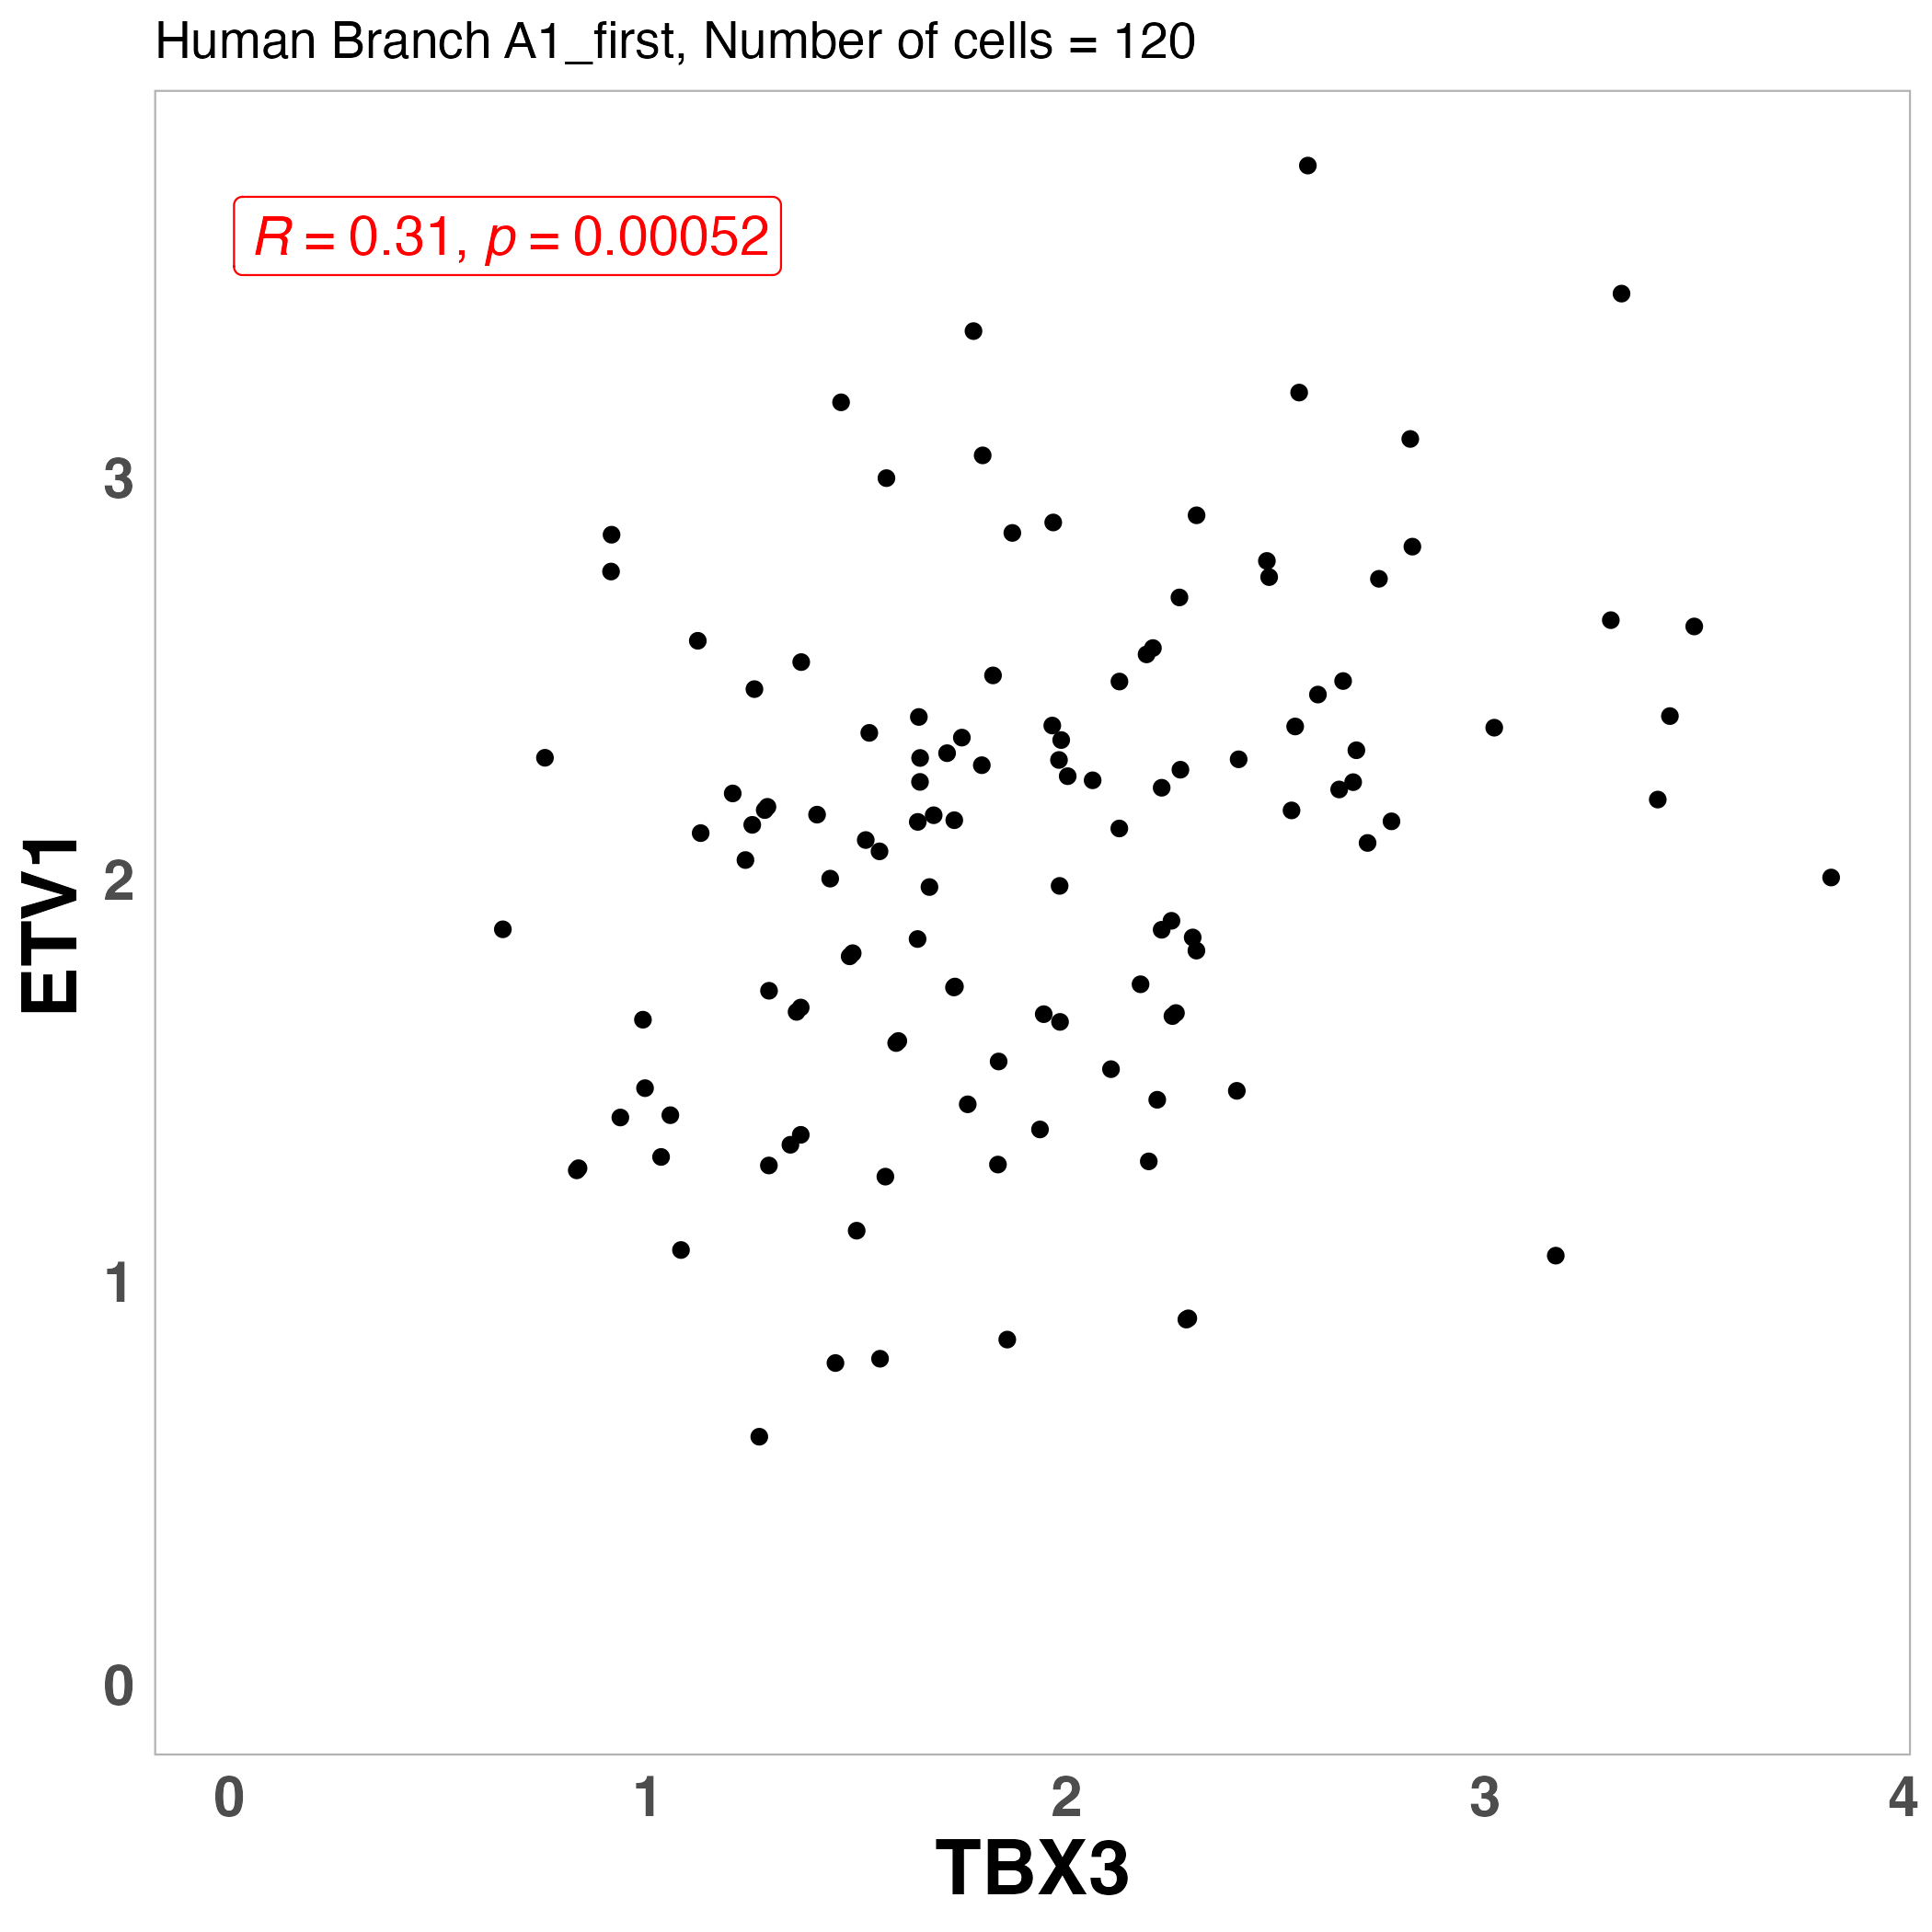 Human Branch A1_first, Number of cells = 120
R = 0.31, p = 0.00052
3
2
1
0
ETV1
0 1 2 3 4
TBX3